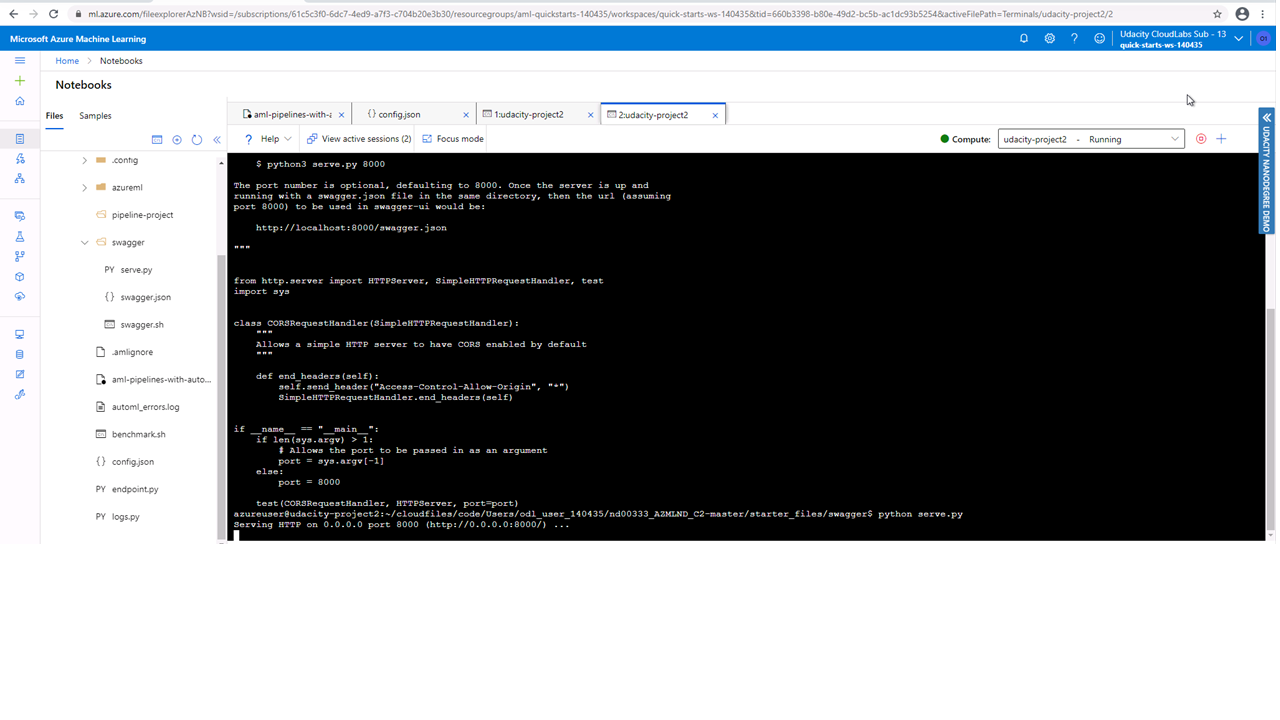 ml.azure.com/fileexplorerAzNB?wsid=/subscriptions/61c5c3f0-6dc7-4ed9-a7f3-c704b20e3b30/resourcegroups/aml-quickstarts-140435/workspaces/quick-starts-ws-140435&tid=660b3398-b80e-49d2-bc5b-ac1dc93b5254&activeFilePath=Terminals/udacity-project2/2
Microsoft Azure Machine Learning
Udacity CloudLabs Sub - 13
quick-starts-ws-140435
OI
Home > Notebooks
Notebooks
Files Samples
aml-pipelines-with-a
config.json
1:udacity-project2
2:udacity-project2
Help View active sessions (2) Focus mode
Compute: udacity-project2 - Running
UDACITY NANODEGREE DEMO
.config
azureml
pipeline-project
swagger
PY serve.py
{} swagger.json
swagger.sh
.amlignore
aml-pipelines-with-auto...
automl_errors.log
benchmark.sh
{} config.json
PY endpoint.py
PY logs.py
$ python3 serve.py 8000
The port number is optional, defaulting to 8000. Once the server is up and
running with a swagger.json file in the same directory, then the url (assuming
port 8000) to be used in swagger-ui would be:
http://localhost:8000/swagger.json
"""
from http.server import HTTPServer, SimpleHTTPRequestHandler, test
import sys
class CORSRequestHandler(SimpleHTTPRequestHandler):
"""
Allows a simple HTTP server to have CORS enabled by default
"""
def end_headers(self):
self.send_header("Access-Control-Allow-Origin", "*")
SimpleHTTPRequestHandler.end_headers(self)
if __name__ == "__main__":
if len(sys.argv) > 1:
# Allows the port to be passed in as an argument
port = sys.argv[-1]
else:
port = 8000
test(CORSRequestHandler, HTTPServer, port=port)
azureuser@udacity-project2:~/cloudfiles/code/Users/odl_user_140435/nd00333_AZMLND_C2-master/starter_files/swagger$ python serve.py
Serving HTTP on 0.0.0.0 port 8000 (http://0.0.0.0:8000/) ...